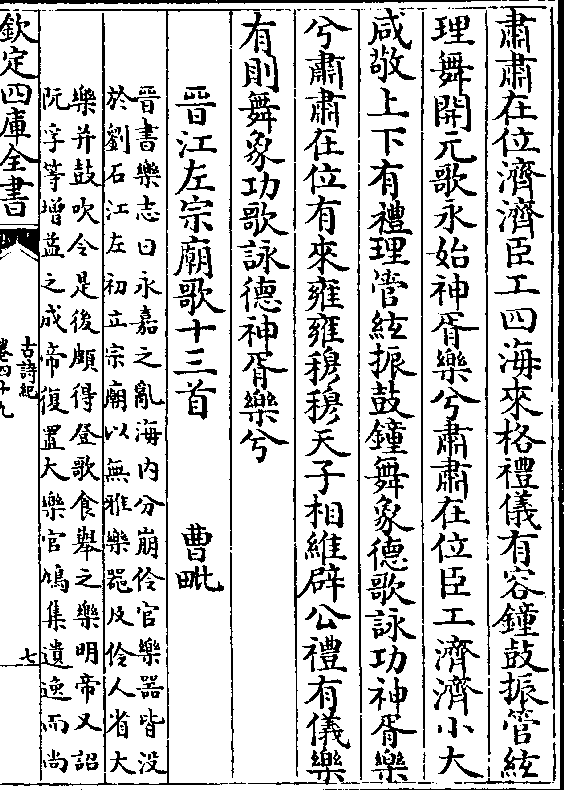 肅肅在位濟濟臣工四海來格禮儀有容鐘鼓振管絃
理舞開元歌永始神胥樂兮肅肅在位臣工濟濟小大
咸敬上下有禮理管絃振鼓鐘舞象德歌詠功神胥樂
兮肅肅在位有來雍雍穆穆天子相維辟公禮有儀樂
有則舞象功歌詠德神胥樂兮
晉江左宗廟歌十三首　曹毗
晉書樂志曰永嘉之亂海内分崩伶官樂器皆没
於劉石江左初立宗廟以無雅樂器及伶人省大
樂并鼓吹令是後頗得登歌食舉之樂明帝又詔
阮孚等增益之成帝復置大樂官鳩集遺逸而尚
欽定四庫全書
古詩紀
卷四十九
七